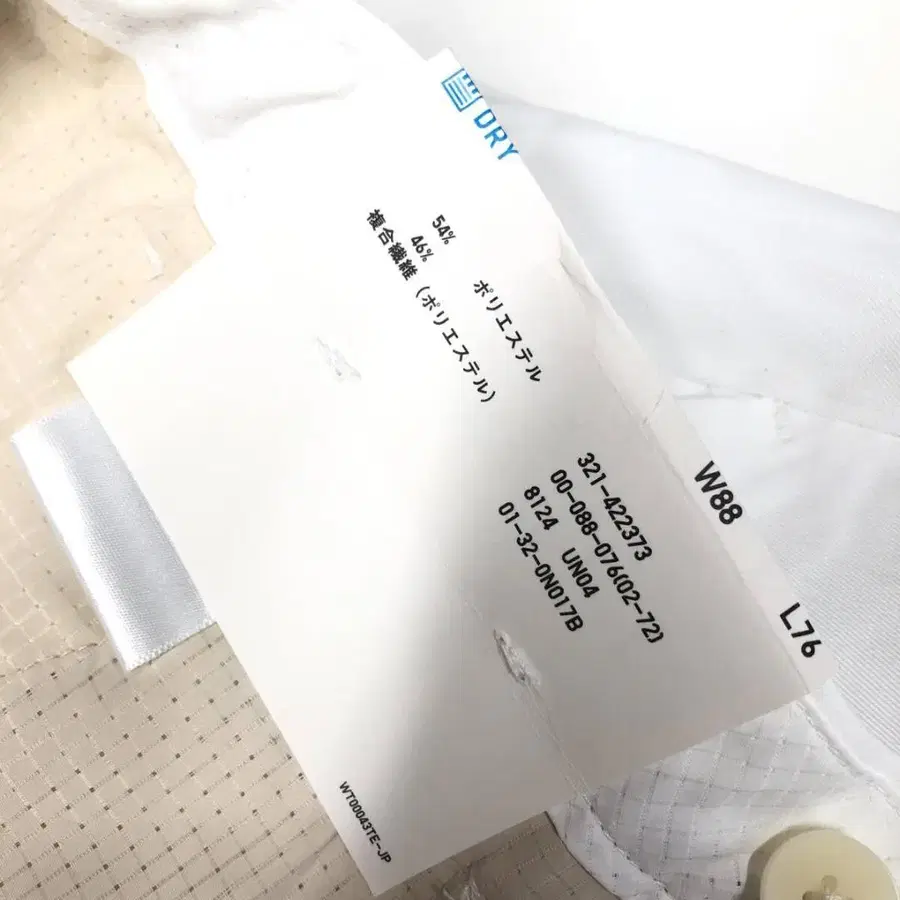 DRY
54% ポリエステル
46%
複合繊維 (ポリエステル)
321-422373
00-088-076(02-72)
8124 UN04
01-32-0N017B
W88 L76
WT00043TE-JP